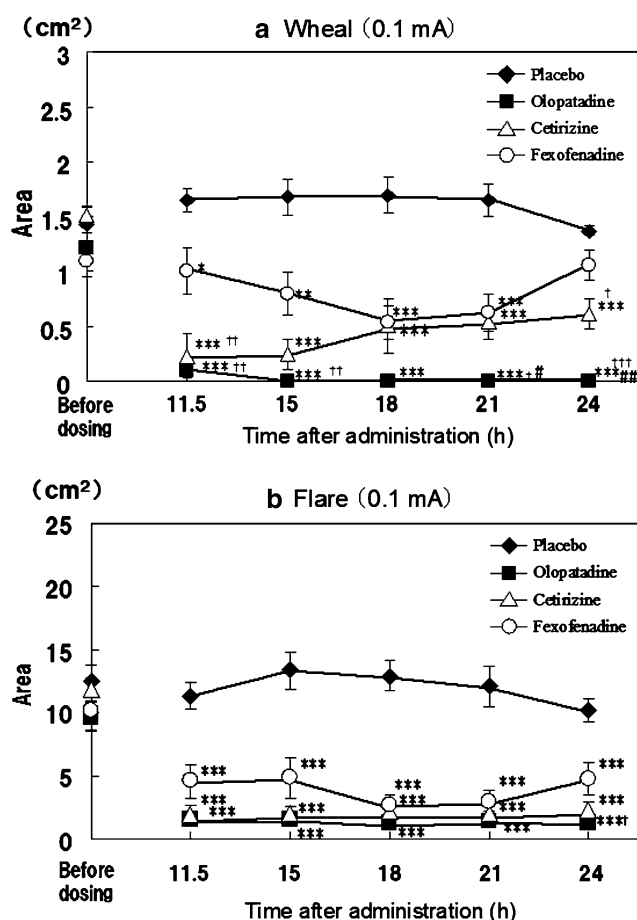 (cm²)
a Wheal (0.1 mA)
3
2.5
2
1.5
1
0.5
0
Area
Placebo
Olopatadine
Cetirizine
Fexofenadine
*
**
***
***
†
***
*** ††
***
***
***
*** ††
*** ††
***
*** † #
†††
***##
Before dosing
11.5 15 18 21 24
Time after administration (h)
(cm²)
b Flare (0.1 mA)
25
20
15
10
5
0
Area
Placebo
Olopatadine
Cetirizine
Fexofenadine
***
***
***
***
***
***
***
***
***
***
***
***
***
***
***†
Before dosing
11.5 15 18 21 24
Time after administration (h)